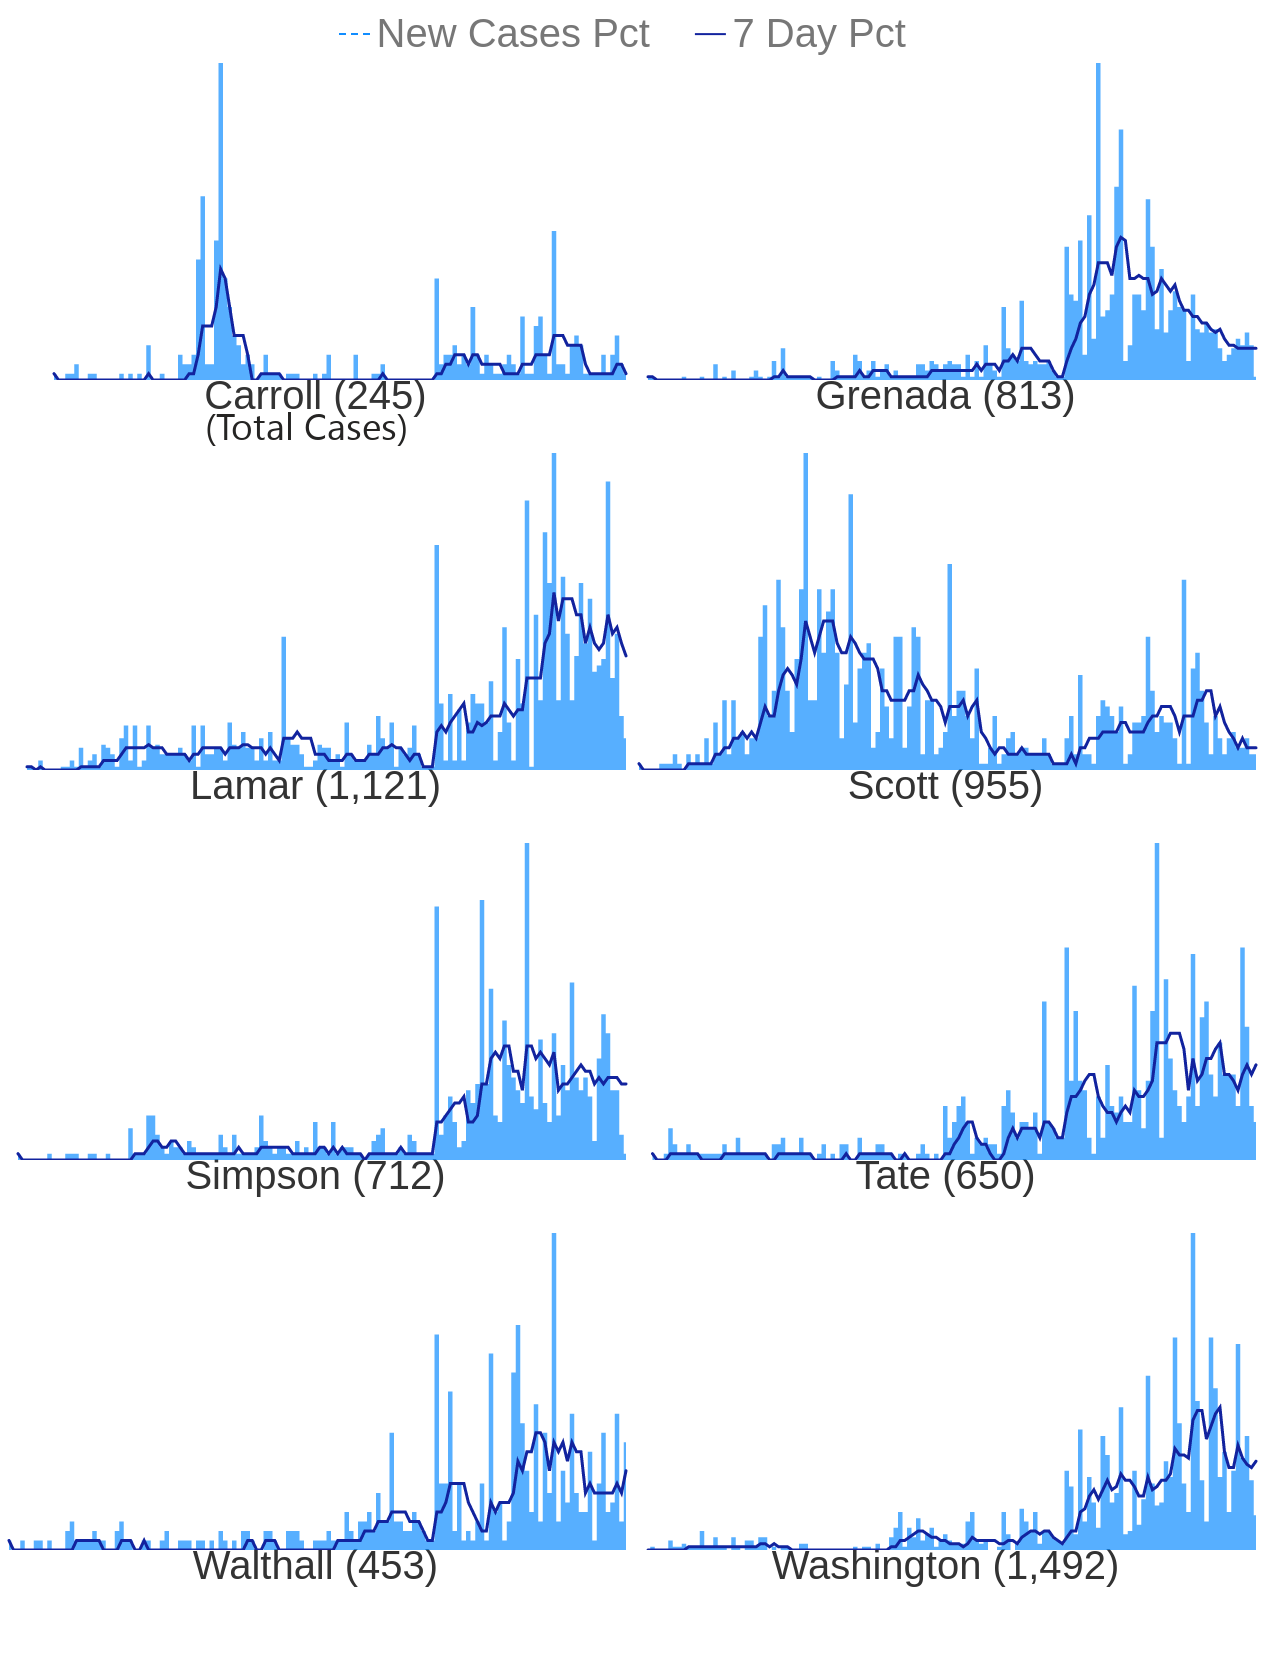 New Cases Pct 7 Day Pct
Carroll (245) Grenada (813)
(Total Cases)
Lamar (1,121) Scott (955)
Simpson (712) Tate (650)
Walthall (453) Washington (1,492)